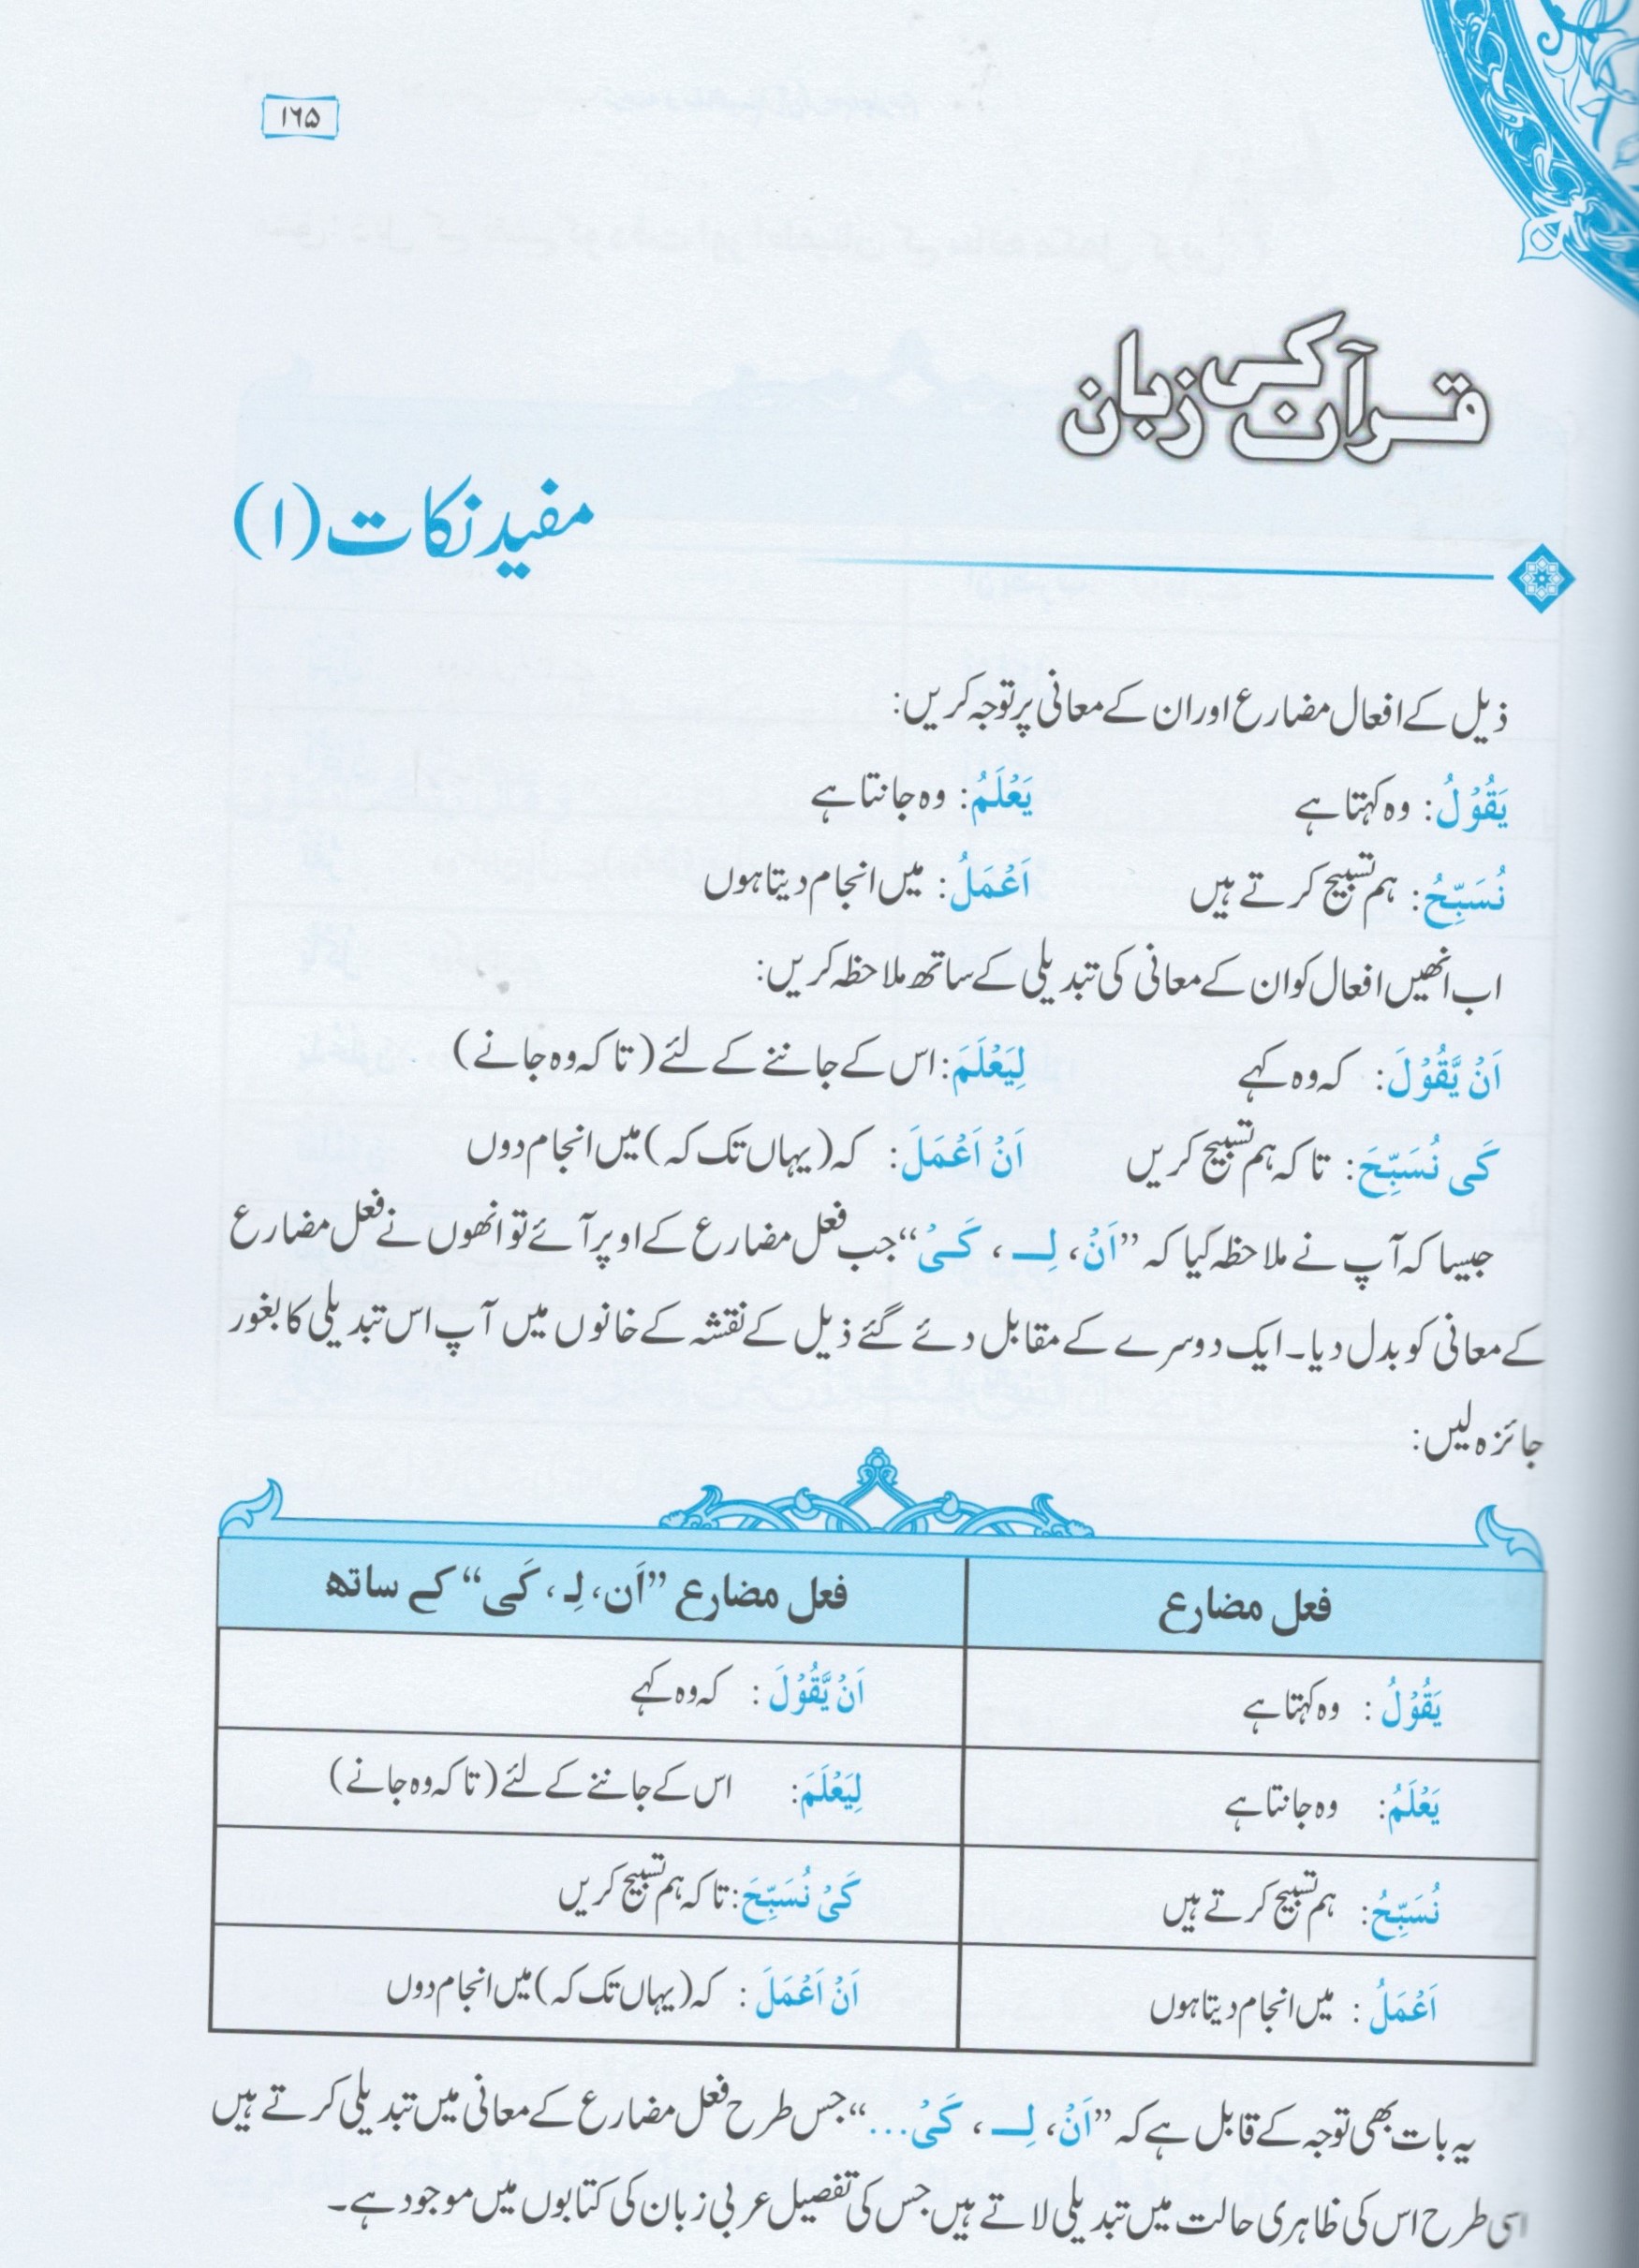 ۱۶۵
قرآن کی زبان
مفید نکات (۱)
ذیل کے افعال مضارع اور ان کے معانی پر توجہ کریں:
یَقُوْلُ: وہ کہتا ہے یَعْلَمُ: وہ جانتا ہے
نُسَبِّحُ: ہم تسبیح کرتے ہیں اَعْمَلُ: میں انجام دیتا ہوں
اب انھیں افعال کو ان کے معانی کی تبدیلی کے ساتھ ملاحظہ کریں:
اَنْ یَّقُوْلَ: کہ وہ کہے لِیَعْلَمَ: اس کے جاننے کے لئے (تا کہ وہ جانے)
کَی نُسَبِّحَ: تا کہ ہم تسبیح کریں اَنْ اَعْمَلَ: کہ (یہاں تک کہ) میں انجام دوں
جیسا کہ آپ نے ملاحظہ کیا کہ ”اَنْ، لِـ ، کَیْ“ جب فعل مضارع کے اوپر آئے تو انھوں نے فعل مضارع
کے معانی کو بدل دیا۔ ایک دوسرے کے مقابل دئے گئے ذیل کے نقشہ کے خانوں میں آپ اس تبدیلی کا بغور
جائزہ لیں:
فعل مضارع فعل مضارع ”اَن، لِـ ، کَی“ کے ساتھ
یَقُوْلُ : وہ کہتا ہے اَنْ یَّقُوْلَ : کہ وہ کہے
یَعْلَمُ: وہ جانتا ہے لِیَعْلَمَ: اس کے جاننے کے لئے (تا کہ وہ جانے)
نُسَبِّحُ: ہم تسبیح کرتے ہیں کَیْ نُسَبِّحَ: تا کہ ہم تسبیح کریں
اَعْمَلُ : میں انجام دیتا ہوں اَنْ اَعْمَلَ : کہ (یہاں تک کہ) میں انجام دوں
یہ بات بھی توجہ کے قابل ہے کہ ”اَنْ، لِـ ، کَیْ...“ جس طرح فعل مضارع کے معانی میں تبدیلی کرتے ہیں
اسی طرح اس کی ظاہری حالت میں تبدیلی لاتے ہیں جس کی تفصیل عربی زبان کی کتابوں میں موجود ہے۔